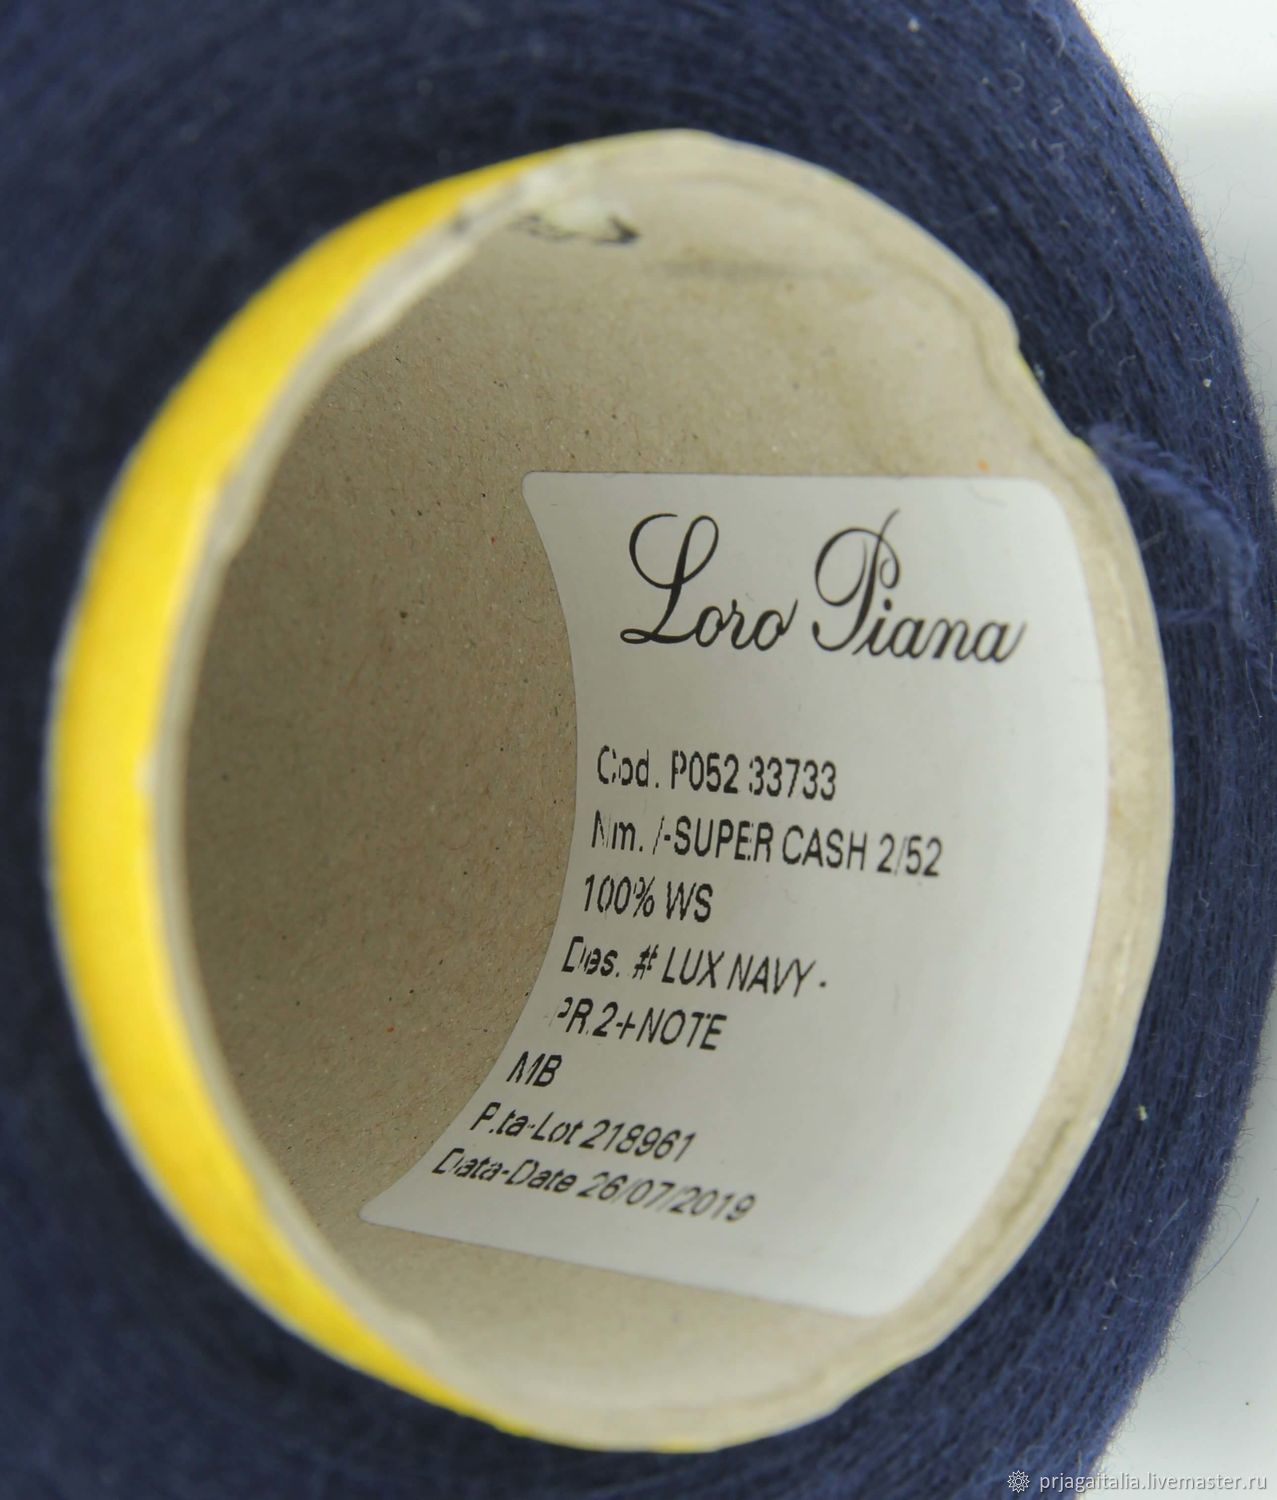 Loro Piana
Cod. P052 33733
Nm. /-SUPER CASH 2/52
100% WS
Des. # LUX NAVY -
PR.2+NOTE
MB
P.ta-Lot 218961
Data-Date 26/07/2019
prjagaitalia.livemaster.ru